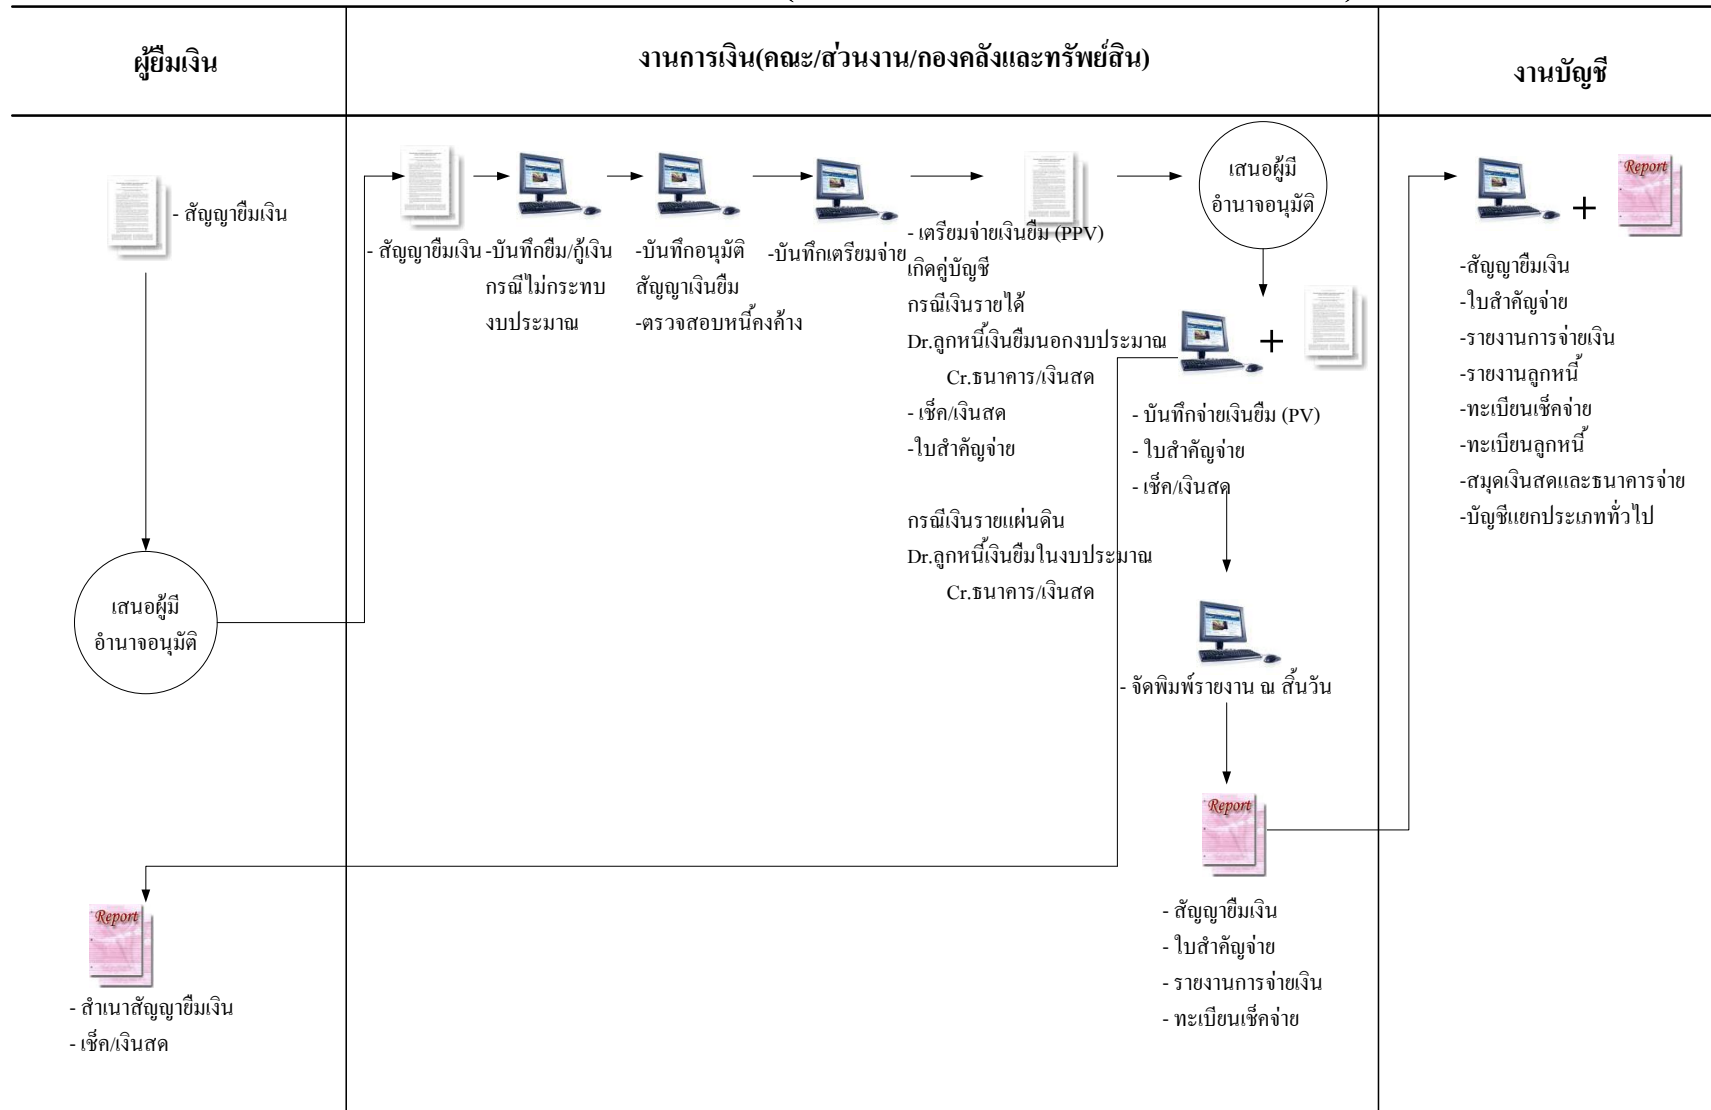 ผู้ยืมเงิน
งานการเงิน(คณะ/ส่วนงาน/กองคลังและทรัพย์สิน)
งานบัญชี
- สัญญายืมเงิน
เสนอผู้มี
อำนาจอนุมัติ
- สัญญายืมเงิน
-บันทึกยืม/กู้เงิน
กรณีไม่กระทบ
งบประมาณ
-บันทึกอนุมัติ
สัญญาเงินยืม
-ตรวจสอบหนี้คงค้าง
-บันทึกเตรียมจ่าย
- เตรียมจ่ายเงินยืม (PPV)
เกิดคู่บัญชี
กรณีเงินรายได้
Dr.ลูกหนี้เงินยืมนอกงบประมาณ
Cr.ธนาคาร/เงินสด
- เช็ค/เงินสด
-ใบสำคัญจ่าย
กรณีเงินรายแผ่นดิน
Dr.ลูกหนี้เงินยืมในงบประมาณ
Cr.ธนาคาร/เงินสด
เสนอผู้มี
อำนาจอนุมัติ
+
- บันทึกจ่ายเงินยืม (PV)
- ใบสำคัญจ่าย
- เช็ค/เงินสด
- จัดพิมพ์รายงาน ณ สิ้นวัน
Report
- สัญญายืมเงิน
- ใบสำคัญจ่าย
- รายงานการจ่ายเงิน
- ทะเบียนเช็คจ่าย
Report
- สำเนาสัญญายืมเงิน
- เช็ค/เงินสด
+
Report
-สัญญายืมเงิน
-ใบสำคัญจ่าย
-รายงานการจ่ายเงิน
-รายงานลูกหนี้
-ทะเบียนเช็คจ่าย
-ทะเบียนลูกหนี้
-สมุดเงินสดและธนาคารจ่าย
-บัญชีแยกประเภททั่วไป